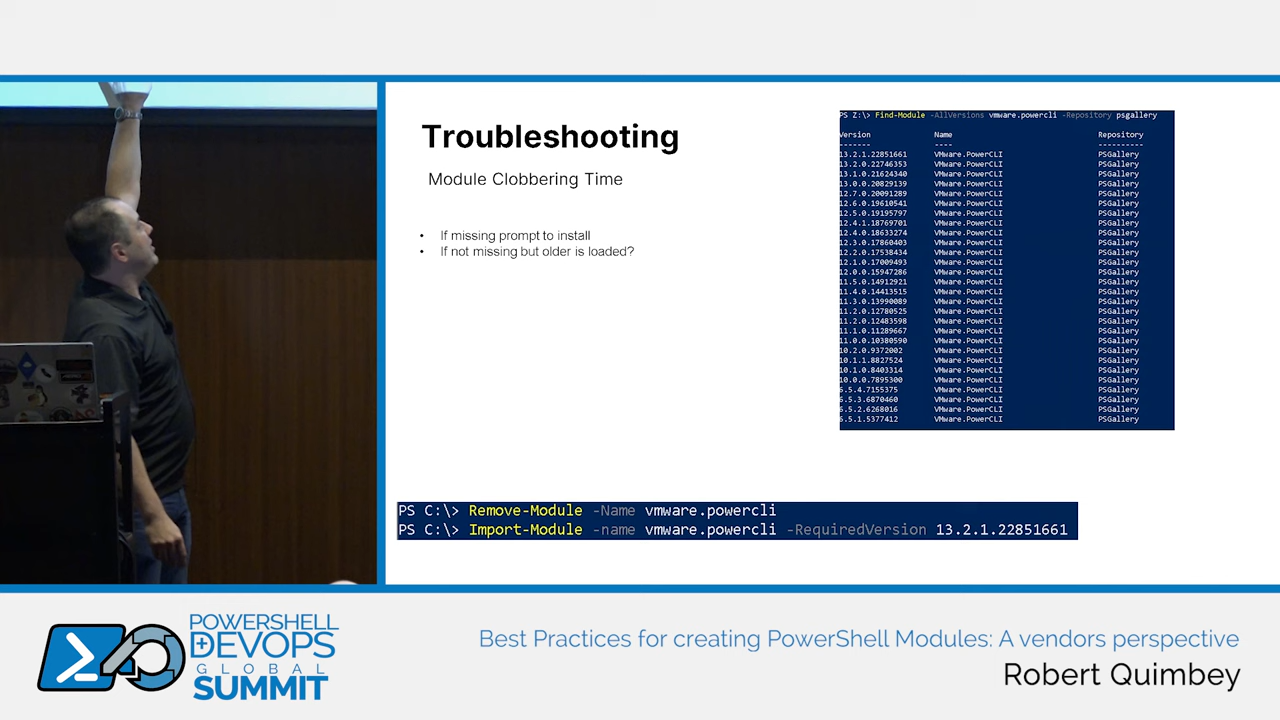 Troubleshooting
Module Clobbering Time
• If missing prompt to install
• If not missing but older is loaded?
PS Z:\> Find-Module -AllVersions vmware.powercli -Repository psgallery
Version Name Repository
------- ---- ----------
13.2.1.22851661 VMware.PowerCLI PSGallery
13.2.0.22746353 VMware.PowerCLI PSGallery
13.1.0.21624340 VMware.PowerCLI PSGallery
13.0.0.20829139 VMware.PowerCLI PSGallery
12.7.0.20091289 VMware.PowerCLI PSGallery
12.6.0.19610541 VMware.PowerCLI PSGallery
12.5.0.19195797 VMware.PowerCLI PSGallery
12.4.1.18769701 VMware.PowerCLI PSGallery
12.4.0.18633274 VMware.PowerCLI PSGallery
12.3.0.17860403 VMware.PowerCLI PSGallery
12.2.0.17538434 VMware.PowerCLI PSGallery
12.1.0.17009493 VMware.PowerCLI PSGallery
12.0.0.15947286 VMware.PowerCLI PSGallery
11.5.0.14912921 VMware.PowerCLI PSGallery
11.4.0.14413515 VMware.PowerCLI PSGallery
11.3.0.13990089 VMware.PowerCLI PSGallery
11.2.0.12780525 VMware.PowerCLI PSGallery
11.2.0.12483598 VMware.PowerCLI PSGallery
11.1.0.11289667 VMware.PowerCLI PSGallery
11.0.0.10380590 VMware.PowerCLI PSGallery
10.2.0.9372002 VMware.PowerCLI PSGallery
10.1.1.8827524 VMware.PowerCLI PSGallery
10.1.0.8403314 VMware.PowerCLI PSGallery
10.0.0.7895300 VMware.PowerCLI PSGallery
6.5.4.7155375 VMware.PowerCLI PSGallery
6.5.3.6870460 VMware.PowerCLI PSGallery
6.5.2.6268016 VMware.PowerCLI PSGallery
6.5.1.5377412 VMware.PowerCLI PSGallery
PS C:\> Remove-Module -Name vmware.powercli
PS C:\> Import-Module -name vmware.powercli -RequiredVersion 13.2.1.22851661
POWERSHELL
DEVOPS
GLOBAL
SUMMIT
Best Practices for creating PowerShell Modules: A vendors perspective
Robert Quimbey